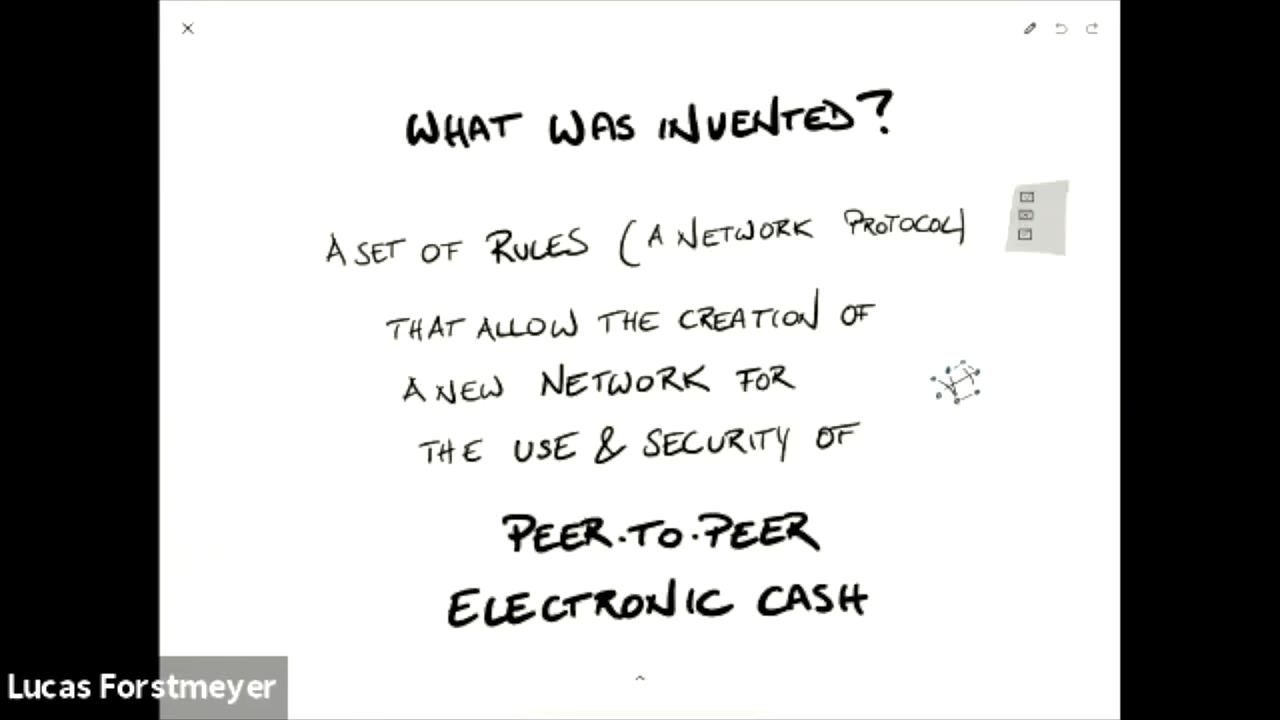 WHAT WAS INVENTED?
A SET OF RULES (A NETWORK PROTOCOL)
THAT ALLOW THE CREATION OF
A NEW NETWORK FOR
THE USE & SECURITY OF
PEER-TO-PEER
ELECTRONIC CASH
Lucas Forstmeyer